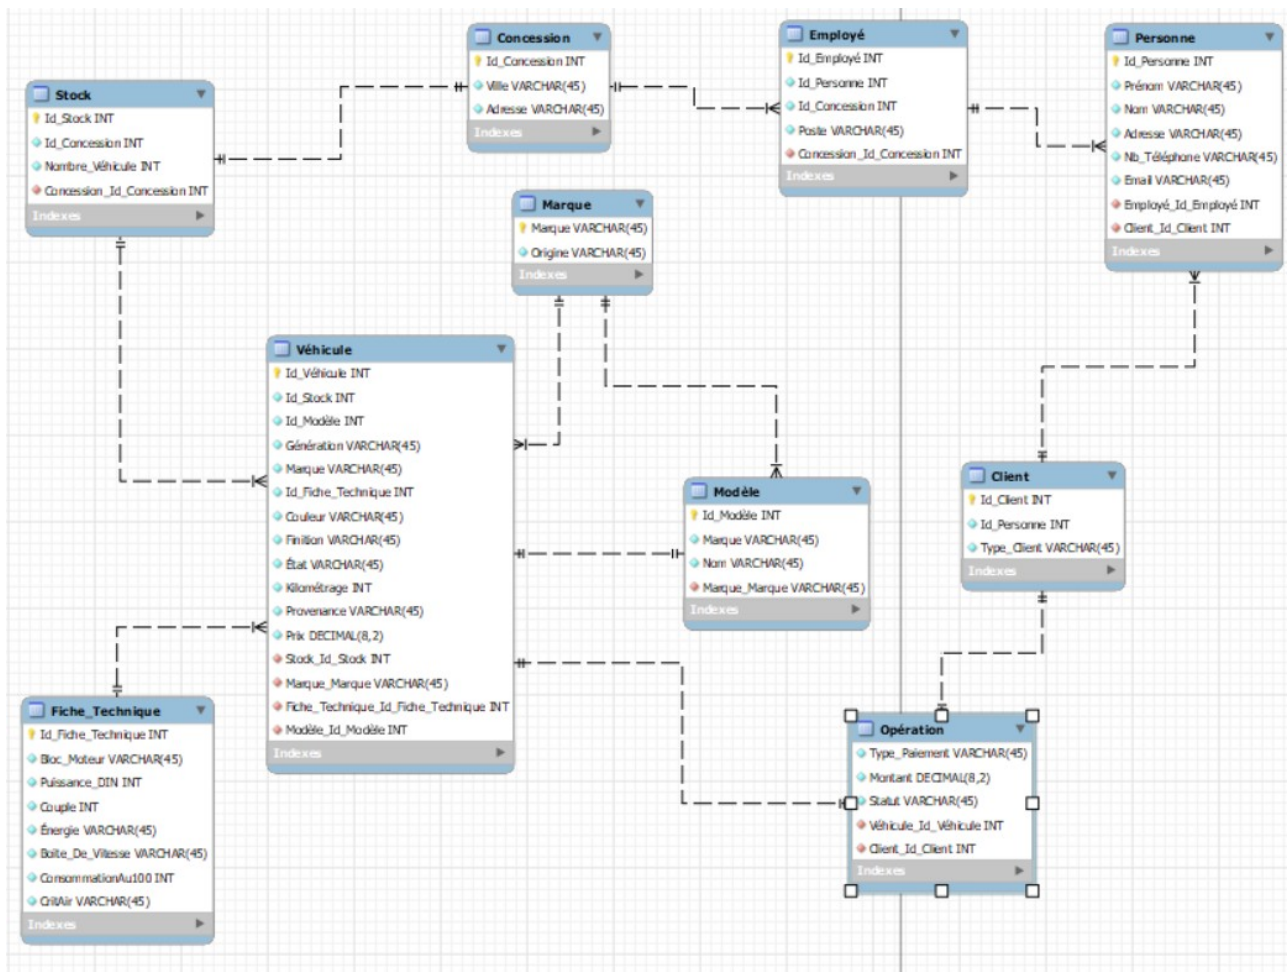 Concession
Id_Concession INT
Ville VARCHAR(45)
Adresse VARCHAR(45)
Indexes
Employé
Id_Employé INT
Id_Personne INT
Id_Concession INT
Poste VARCHAR(45)
Concession_Id_Concession INT
Indexes
Personne
Id_Personne INT
Prénom VARCHAR(45)
Nom VARCHAR(45)
Adresse VARCHAR(45)
Nb_Téléphone VARCHAR(45)
Email VARCHAR(45)
Employé_Id_Employé INT
Client_Id_Client INT
Indexes
Stock
Id_Stock INT
Id_Concession INT
Nombre_Véhicule INT
Concession_Id_Concession INT
Indexes
Marque
Marque VARCHAR(45)
Origine VARCHAR(45)
Indexes
Véhicule
Id_Véhicule INT
Id_Stock INT
Id_Modèle INT
Génération VARCHAR(45)
Marque VARCHAR(45)
Id_Fiche_Technique INT
Couleur VARCHAR(45)
Finition VARCHAR(45)
État VARCHAR(45)
Kilométrage INT
Provenance VARCHAR(45)
Prix DECIMAL(8,2)
Stock_Id_Stock INT
Marque_Marque VARCHAR(45)
Fiche_Technique_Id_Fiche_Technique INT
Modèle_Id_Modèle INT
Indexes
Modèle
Id_Modèle INT
Marque VARCHAR(45)
Nom VARCHAR(45)
Marque_Marque VARCHAR(45)
Indexes
Client
Id_Client INT
Id_Personne INT
Type_Client VARCHAR(45)
Indexes
Fiche_Technique
Id_Fiche_Technique INT
Bloc_Moteur VARCHAR(45)
Puissance_DIN INT
Couple INT
Énergie VARCHAR(45)
Boîte_De_Vitesse VARCHAR(45)
ConsommationAu100 INT
CritAir VARCHAR(45)
Indexes
Opération
Type_Paiement VARCHAR(45)
Montant DECIMAL(8,2)
Statut VARCHAR(45)
Véhicule_Id_Véhicule INT
Client_Id_Client INT
Indexes